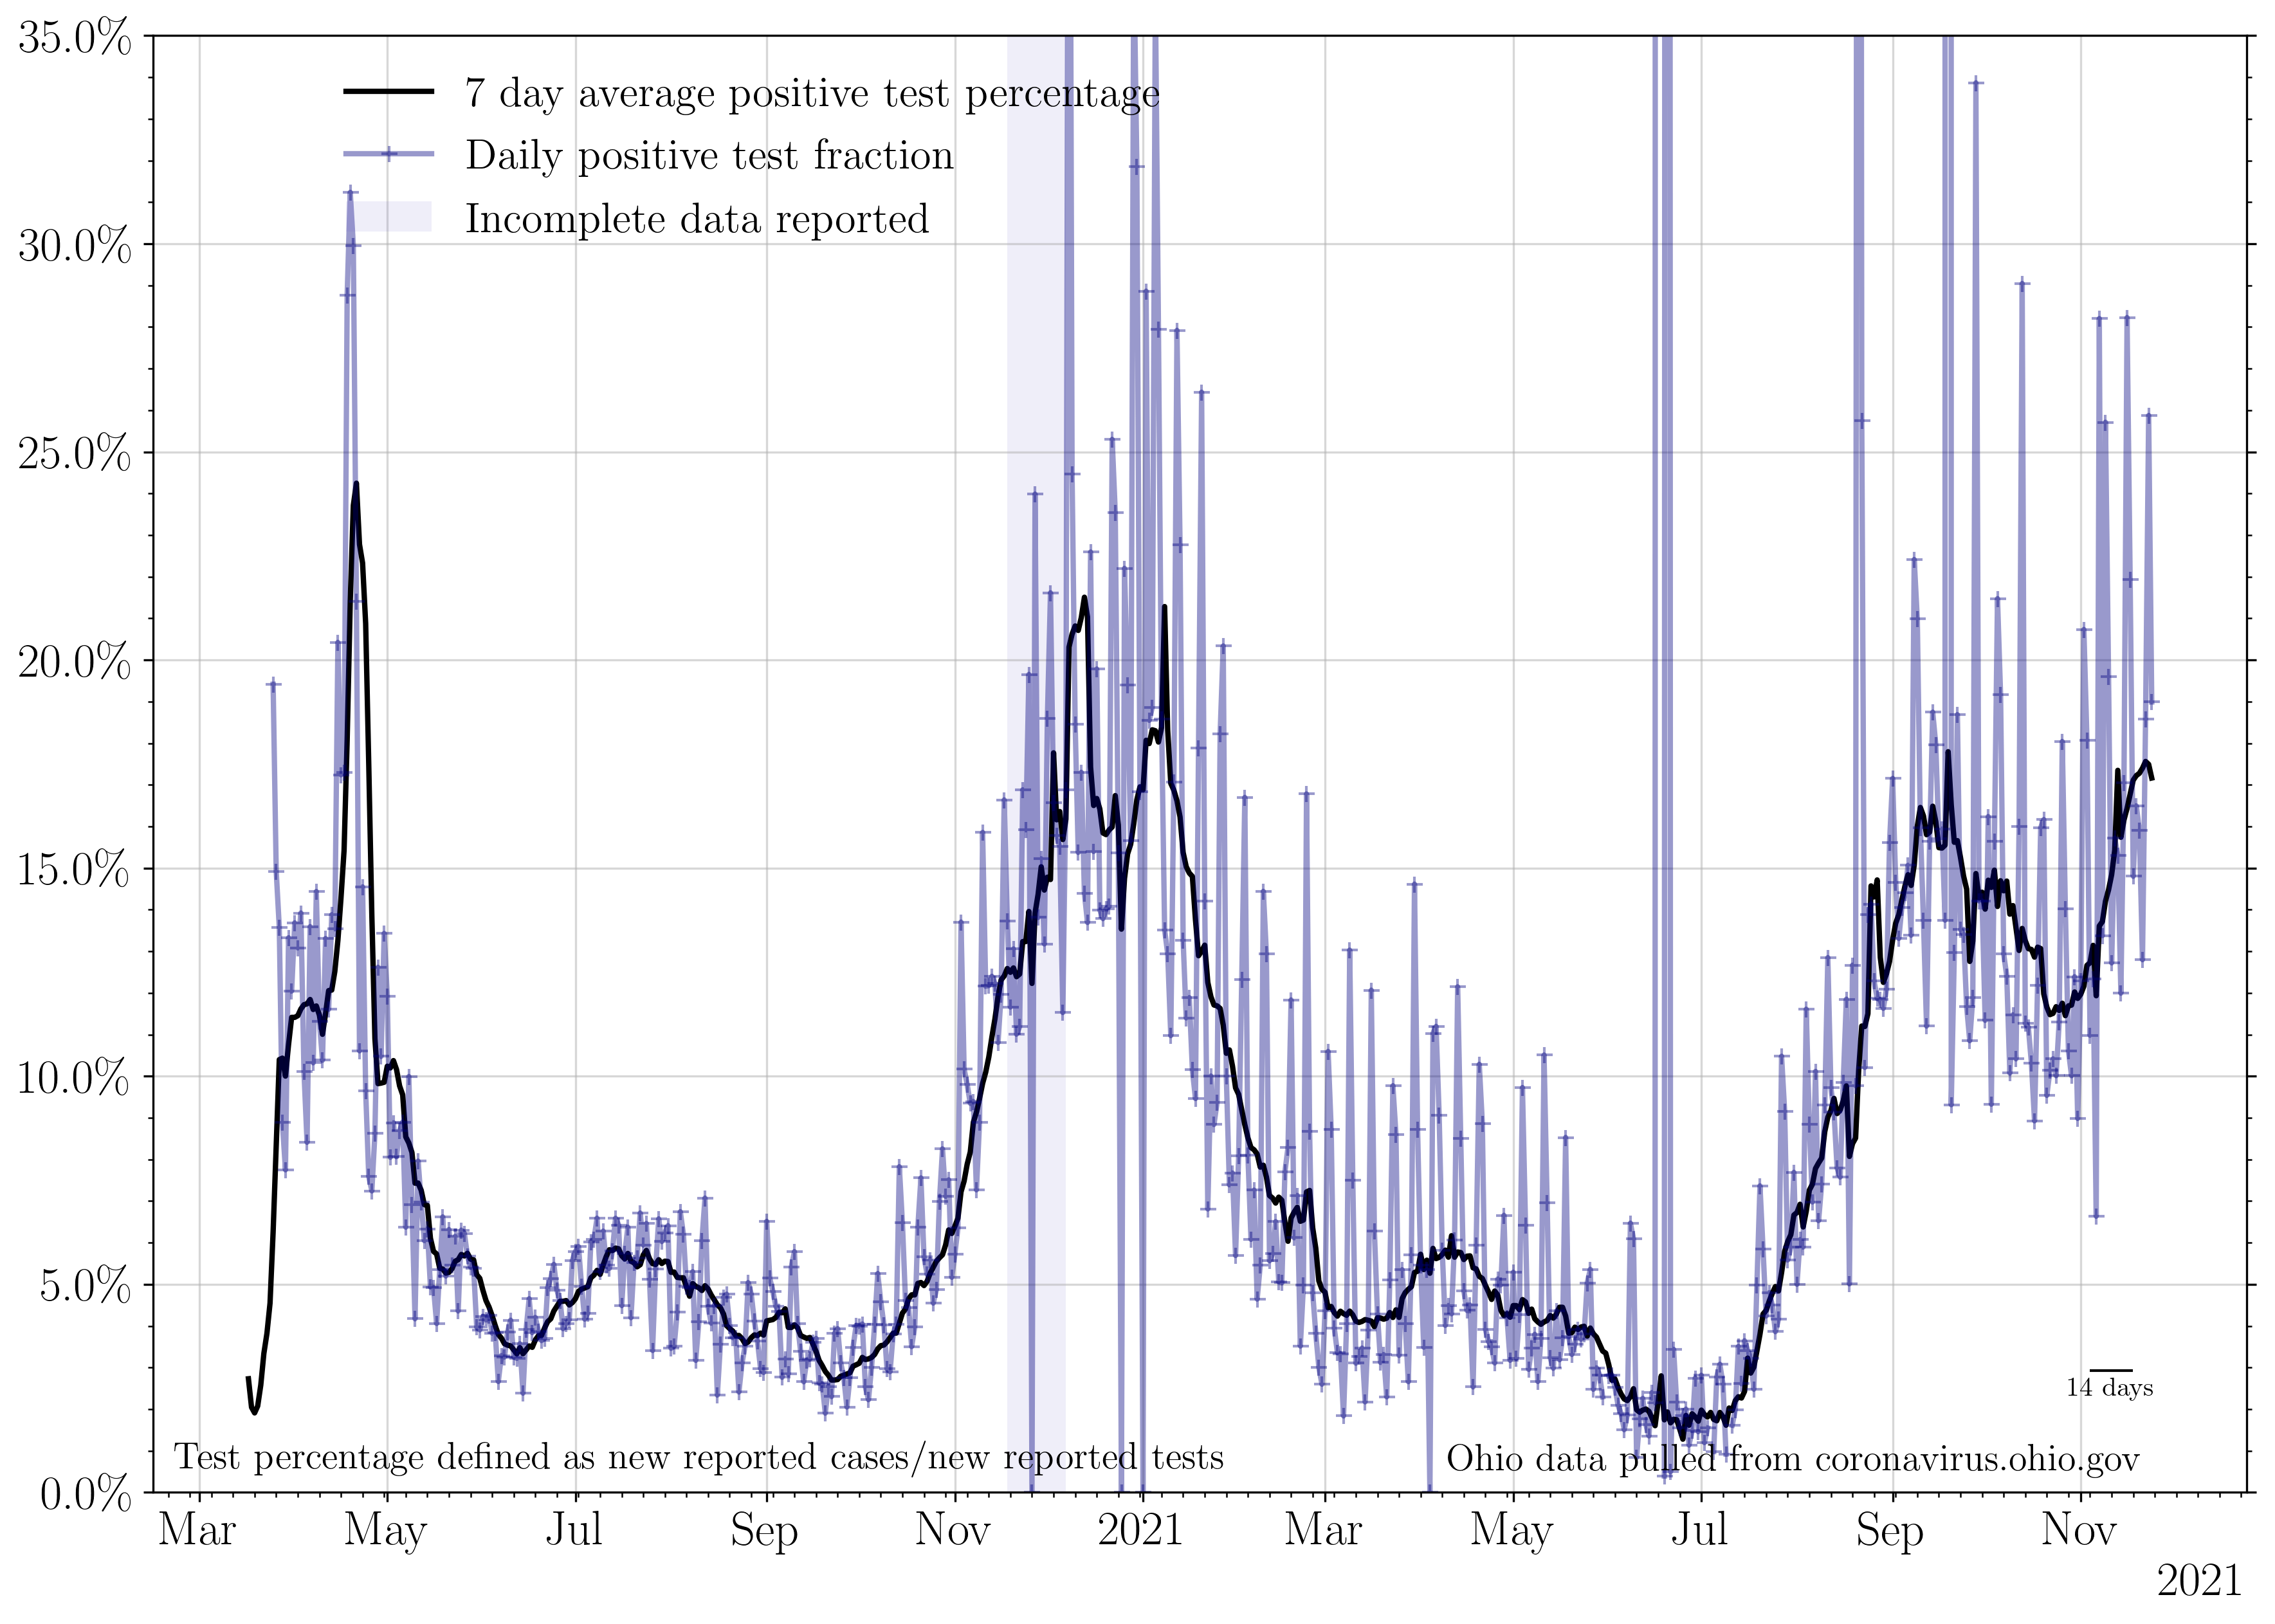 35.0%
30.0%
25.0%
20.0%
15.0%
10.0%
5.0%
0.0%
7 day average positive test percentage
Daily positive test fraction
Incomplete data reported
14 days
Test percentage defined as new reported cases/new reported tests
Ohio data pulled from coronavirus.ohio.gov
Mar May Jul Sep Nov 2021 Mar May Jul Sep Nov
2021